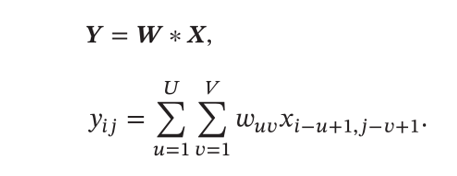 Y = W ∗ X,
y_{ij} = \sum_{u=1}^{U} \sum_{v=1}^{V} w_{uv} x_{i−u+1,j−v+1}.